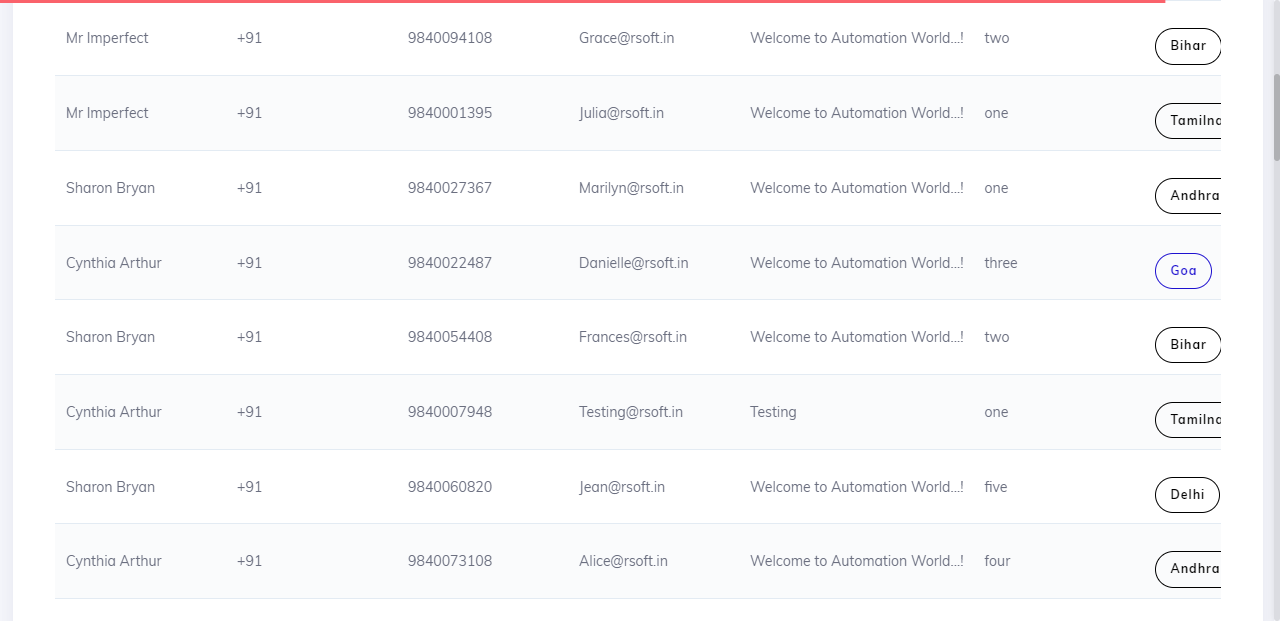 Mr Imperfect +91 9840094108 Grace@rsoft.in Welcome to Automation World...! two Bihar
Mr Imperfect +91 9840001395 Julia@rsoft.in Welcome to Automation World...! one Tamilna
Sharon Bryan +91 9840027367 Marilyn@rsoft.in Welcome to Automation World...! one Andhra
Cynthia Arthur +91 9840022487 Danielle@rsoft.in Welcome to Automation World...! three Goa
Sharon Bryan +91 9840054408 Frances@rsoft.in Welcome to Automation World...! two Bihar
Cynthia Arthur +91 9840007948 Testing@rsoft.in Testing one Tamilna
Sharon Bryan +91 9840060820 Jean@rsoft.in Welcome to Automation World...! five Delhi
Cynthia Arthur +91 9840073108 Alice@rsoft.in Welcome to Automation World...! four Andhra